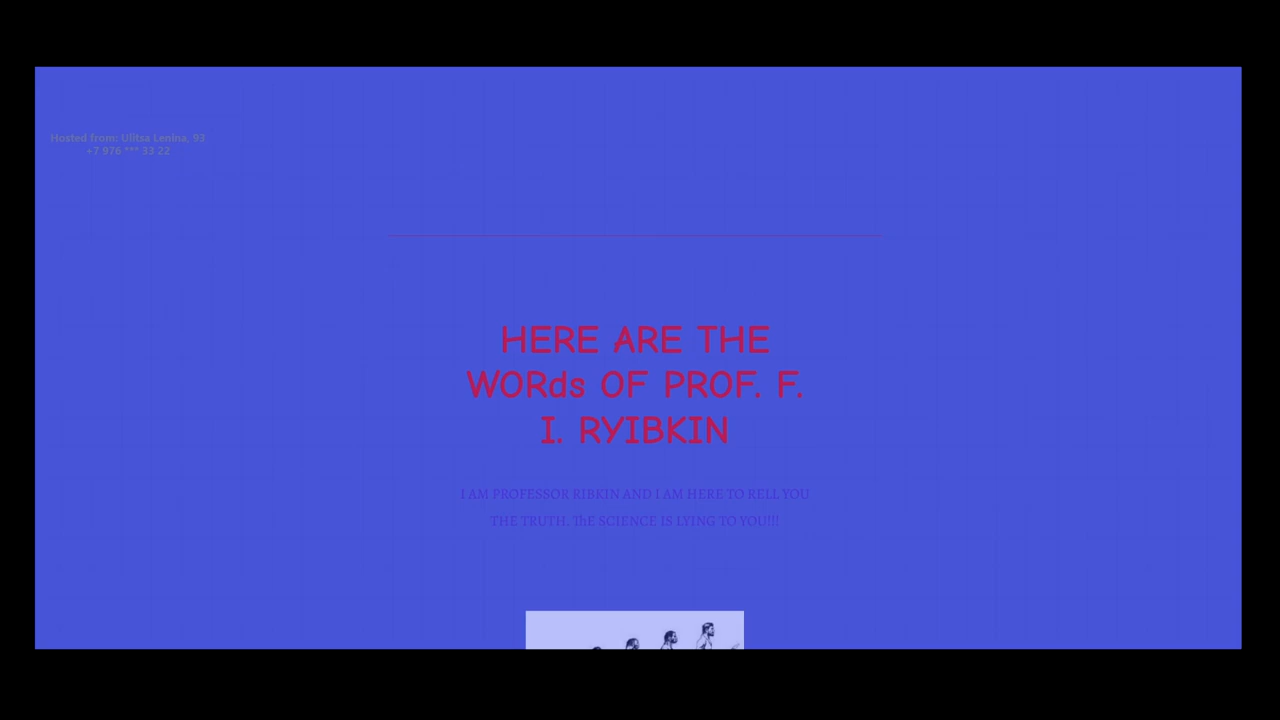 Hosted from: Ulitsa Lenina, 93
+7 976 *** 33 22
HERE ARE THE
WORds OF PROF. F.
I. RYIBKIN
I AM PROFESSOR RIBKIN AND I AM HERE TO RELL YOU
THE TRUTH. ThE SCIENCE IS LYING TO YOU!!!